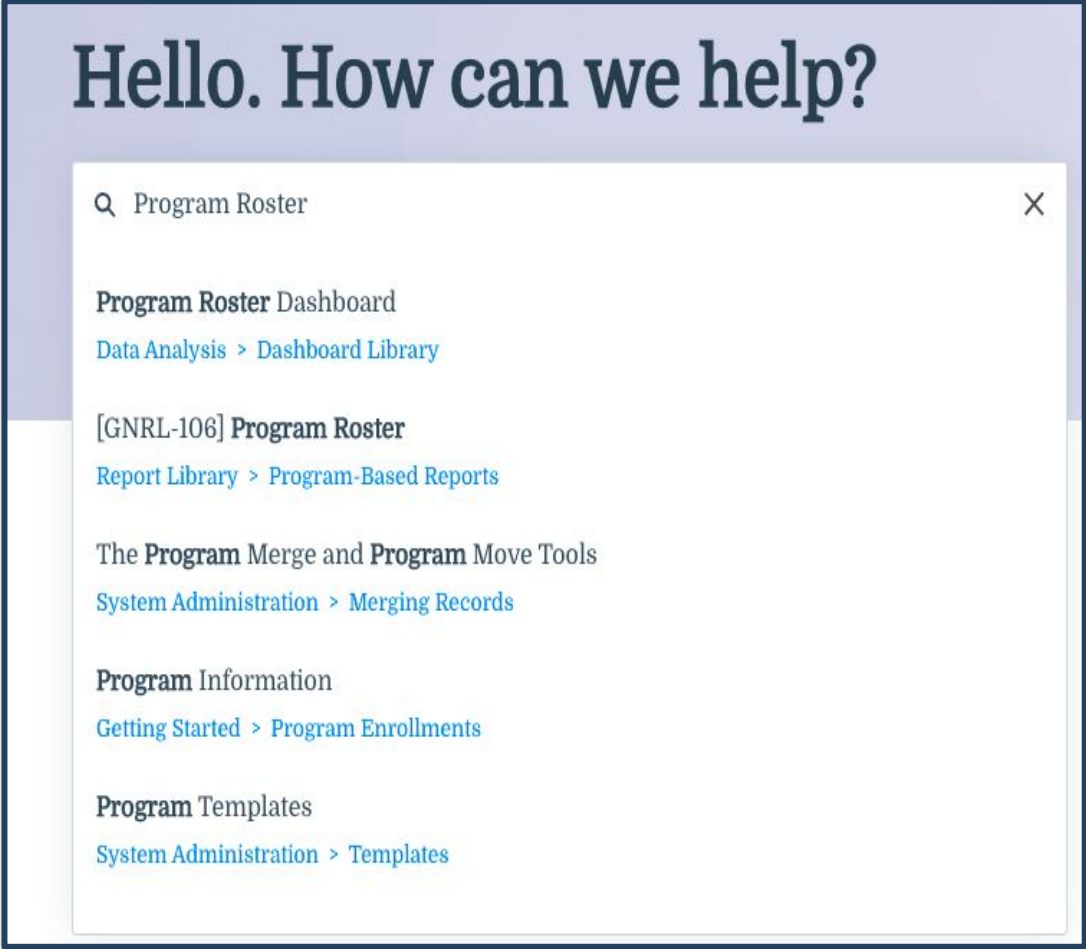 Hello. How can we help?
Program Roster
Program Roster Dashboard
Data Analysis > Dashboard Library
[GNRL-106] Program Roster
Report Library > Program-Based Reports
The Program Merge and Program Move Tools
System Administration > Merging Records
Program Information
Getting Started > Program Enrollments
Program Templates
System Administration > Templates